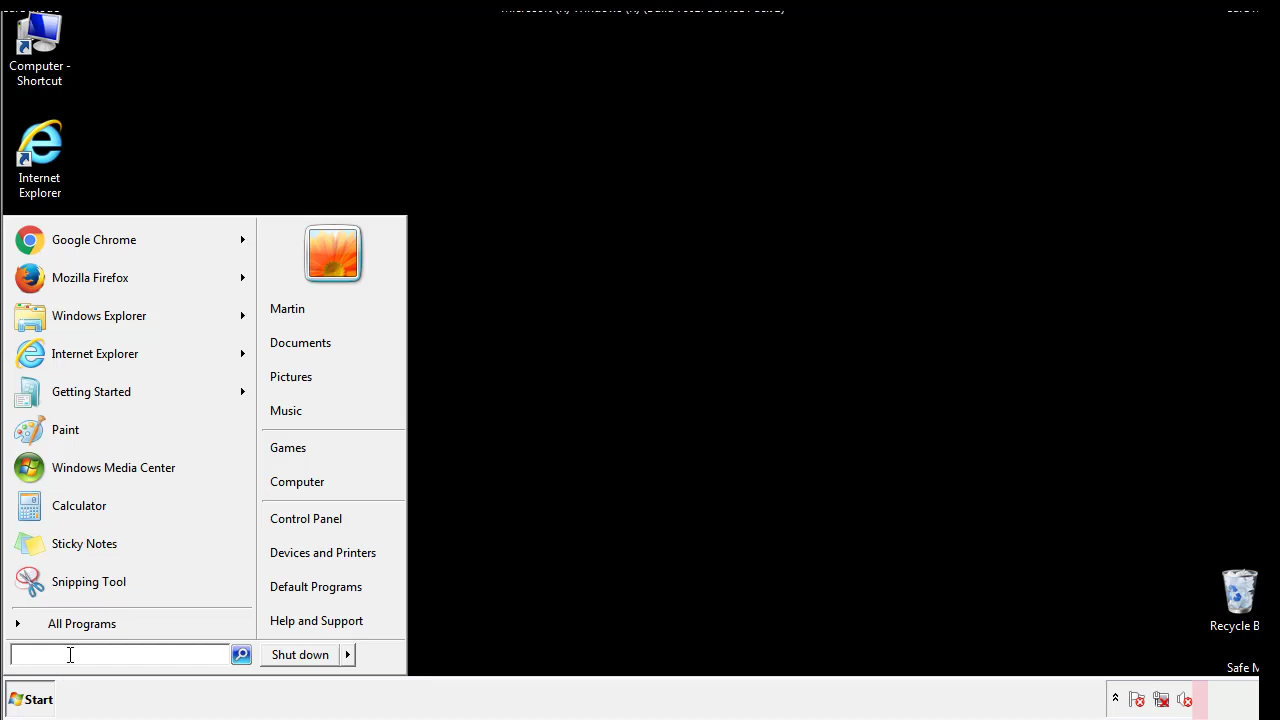 Computer -
Shortcut
Internet
Explorer
Google Chrome
Mozilla Firefox
Windows Explorer
Internet Explorer
Getting Started
Paint
Windows Media Center
Calculator
Sticky Notes
Snipping Tool
All Programs
Martin
Documents
Pictures
Music
Games
Computer
Control Panel
Devices and Printers
Default Programs
Help and Support
Shut down
Recycle B
Safe M
Start